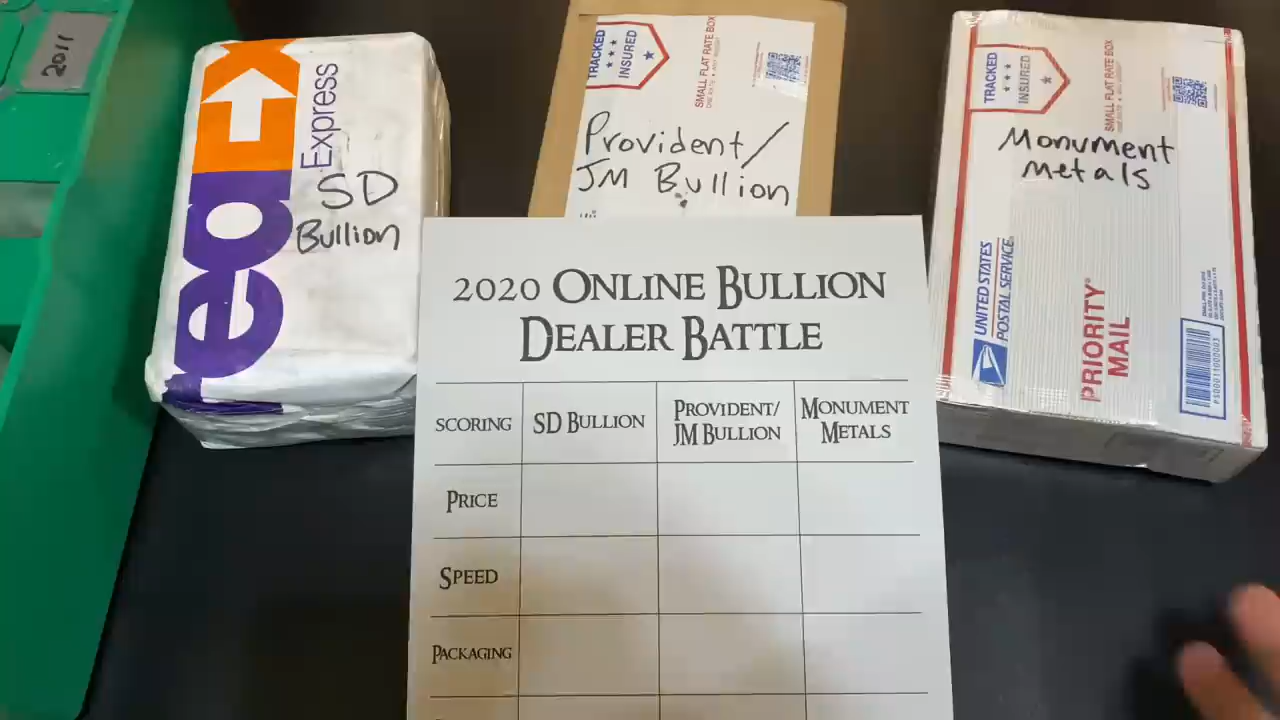 2011
FedEx
Express
SD
Bullion
TRACKED
INSURED
SMALL FLAT RATE BOX
Provident/
JM Bullion
TRACKED
INSURED
SMALL FLAT RATE BOX
Monument
Metals
UNITED STATES
POSTAL SERVICE
PRIORITY
MAIL
2020 ONLINE BULLION
DEALER BATTLE
SCORING
SD BULLION
PROVIDENT/
JM BULLION
MONUMENT
METALS
PRICE
SPEED
PACKAGING